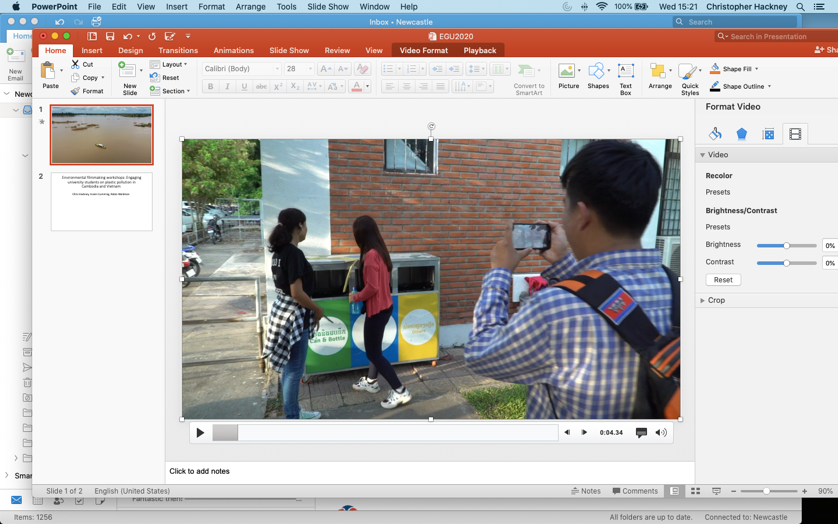 PowerPoint File Edit View Insert Format Arrange Tools Slide Show Window Help 100% Wed 15:21 Christopher Hackney
Inbox • Newcastle
Search
EGU2020
Search in Presentation
Home Insert Design Transitions Animations Slide Show Review View Video Format Playback
New Email
Paste
Cut
Copy
Format
New Slide
Layout
Reset
Section
Calibri (Body) 28
B I U abc X² X₂
Convert to SmartArt
Picture
Shapes
Text Box
Arrange
Quick Styles
Shape Fill
Shape Outline
1
2
Environmental filmmaking workshops: Engaging
university students on plastic pollution in
Cambodia and Vietnam
Can & Bottle
0:04.34
Click to add notes
Format Video
Video
Recolor
Presets
Brightness/Contrast
Presets
Brightness 0%
Contrast 0%
Reset
Crop
Slide 1 of 2 English (United States) Notes Comments 90%
Items: 1256 All folders are up to date. Connected to: Newcastle